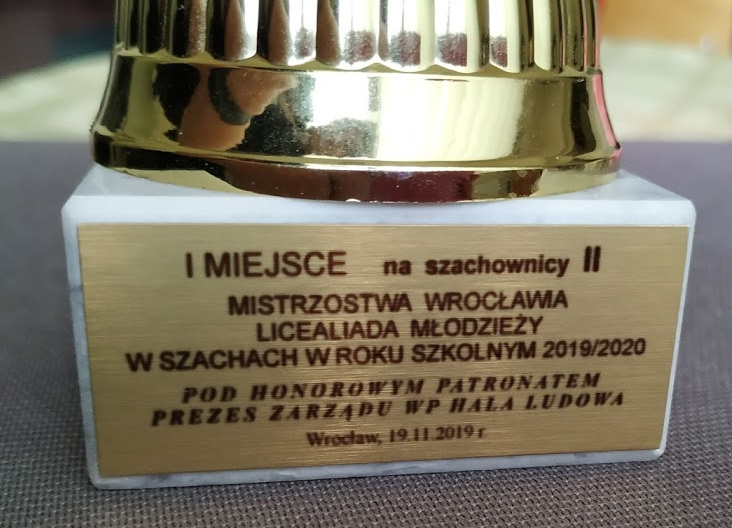 I MIEJSCE na szachownicy II
MISTRZOSTWA WROCŁAWIA
LICEALIADA MŁODZIEŻY
W SZACHACH W ROKU SZKOLNYM 2019/2020
POD HONOROWYM PATRONATEM
PREZES ZARZĄDU WP HALA LUDOWA
Wrocław, 19.11.2019 r